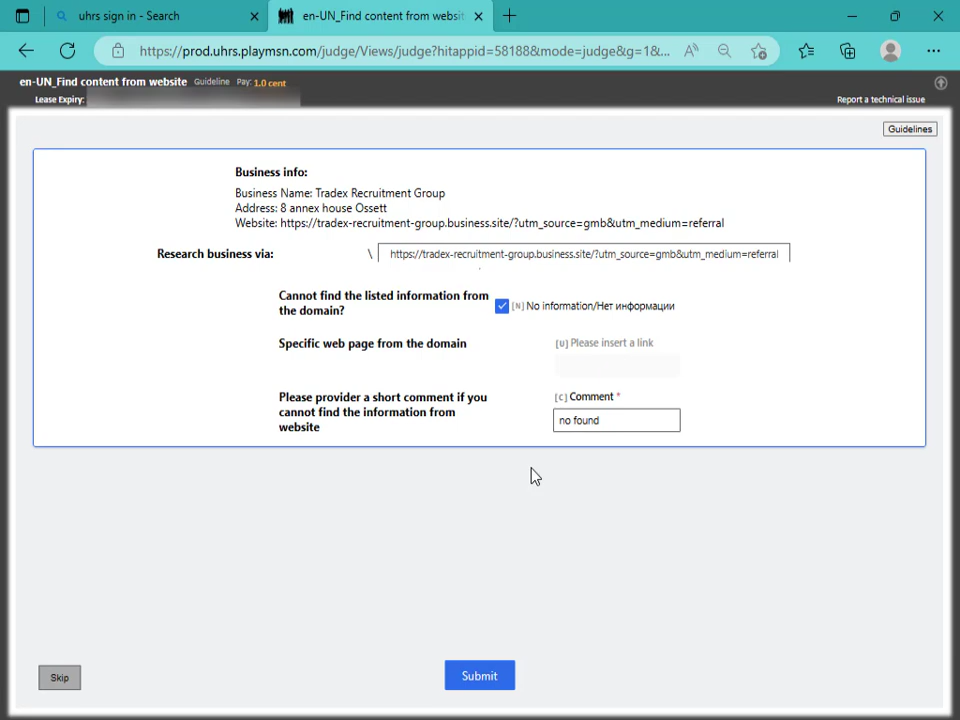 uhrs sign in - Search
en-UN_Find content from websit
https://prod.uhrs.playmsn.com/judge/Views/judge?hitappid=58188&mode=judge&g=1&...
en-UN_Find content from website Guideline Pay: 1.0 cent
Lease Expiry:
Report a technical issue
Guidelines
Business info:
Business Name: Tradex Recruitment Group
Address: 8 annex house Ossett
Website: https://tradex-recruitment-group.business.site/?utm_source=gmb&utm_medium=referral
Research business via: \ https://tradex-recruitment-group.business.site/?utm_source=gmb&utm_medium=referral
Cannot find the listed information from
the domain?
[N] No information/Нет информации
Specific web page from the domain
[U] Please insert a link
Please provider a short comment if you
cannot find the information from
website
[C] Comment *
no found
Skip
Submit